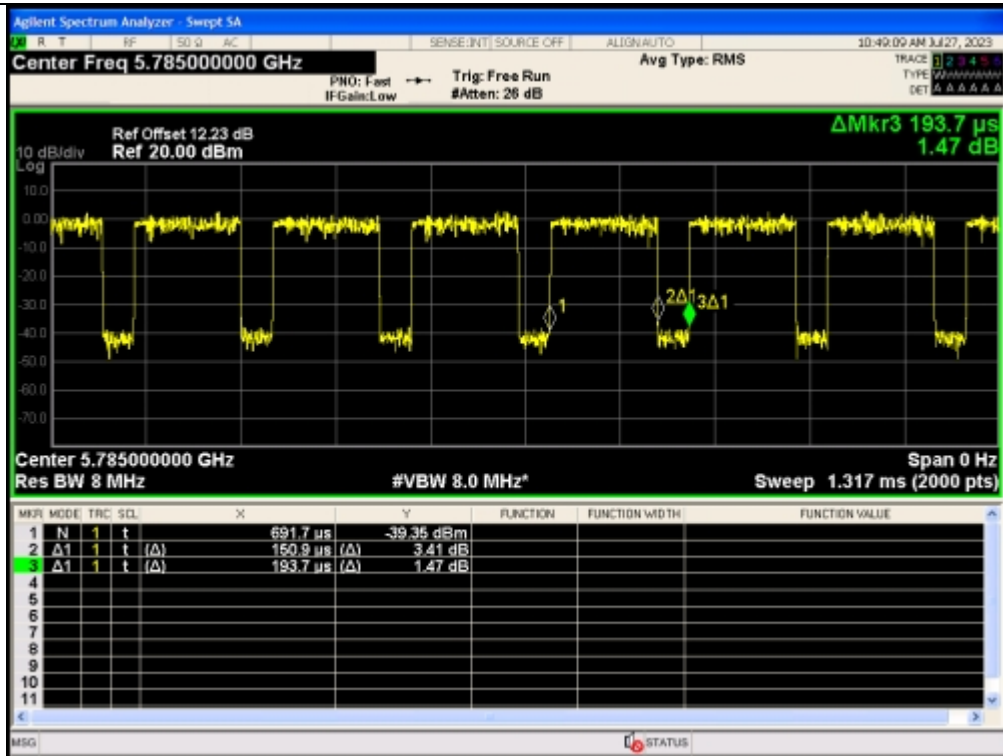 Agilent Spectrum Analyzer - Swept SA
R T RF 50 Ω AC SENSE:INT SOURCE OFF ALIGN AUTO 10:49:09 AM Jul 27, 2023
Center Freq 5.785000000 GHz Avg Type: RMS TRACE 1 2 3 4 5 6
PNO: Fast Trig: Free Run TYPE
IFGain:Low #Atten: 26 dB DET A A A A A A
ΔMkr3 193.7 µs
1.47 dB
Ref Offset 12.23 dB
10 dB/div Ref 20.00 dBm
Log
10.0
0.00
-10.0
-20.0
-30.0
-40.0
-50.0
-60.0
-70.0
1
2Δ1
3Δ1
Center 5.785000000 GHz Span 0 Hz
Res BW 8 MHz #VBW 8.0 MHz* Sweep 1.317 ms (2000 pts)
MKR MODE TRC SCL X Y FUNCTION FUNCTION WIDTH FUNCTION VALUE
1 N 1 t 691.7 µs -39.35 dBm
2 Δ1 1 t (Δ) 150.9 µs (Δ) 3.41 dB
3 Δ1 1 t (Δ) 193.7 µs (Δ) 1.47 dB
4
5
6
7
8
9
10
11
MSG STATUS